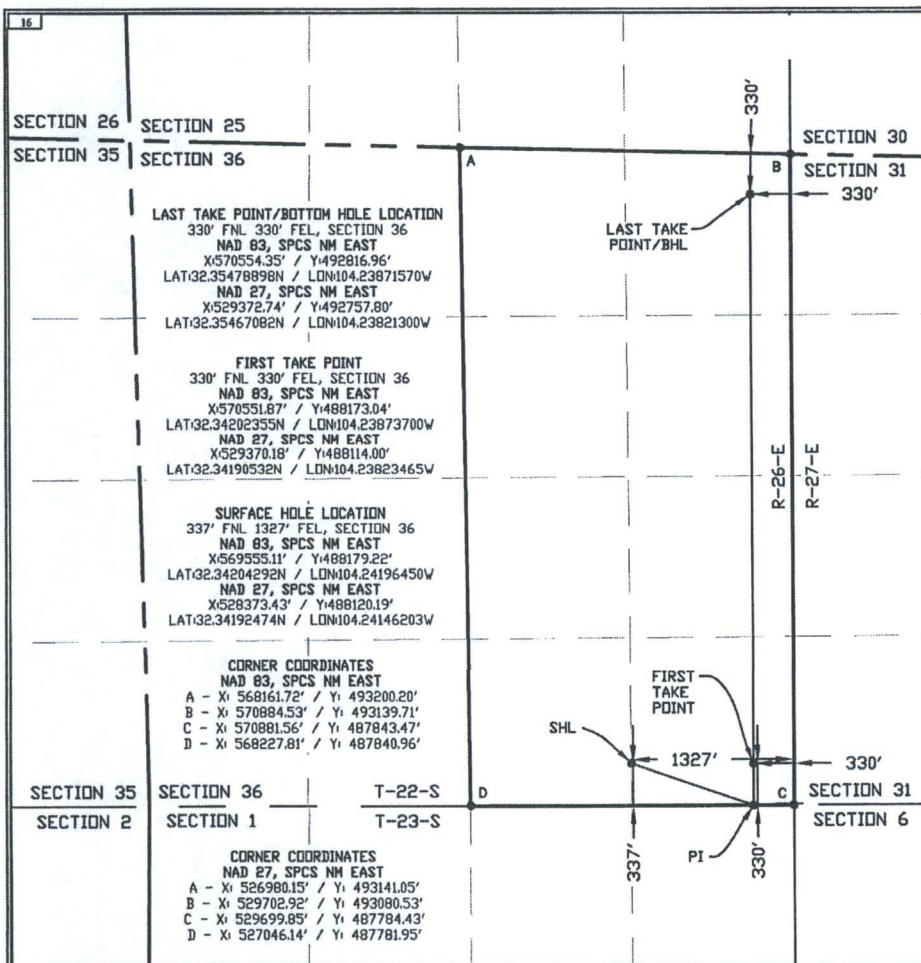 16
SECTION 26
SECTION 25
SECTION 30
SECTION 35
SECTION 36
SECTION 31
A
B
330'
330'
LAST TAKE
POINT/BHL
LAST TAKE POINT/BOTTOM HOLE LOCATION
330' FNL 330' FEL, SECTION 36
NAD 83, SPCS NM EAST
X:570554.35' / Y:492816.96'
LAT:32.35478898N / LON:104.23871570W
NAD 27, SPCS NM EAST
X:529372.74' / Y:492757.80'
LAT:32.35467082N / LON:104.23821300W
FIRST TAKE POINT
330' FNL 330' FEL, SECTION 36
NAD 83, SPCS NM EAST
X:570551.87' / Y:488173.04'
LAT:32.34202355N / LON:104.23873700W
NAD 27, SPCS NM EAST
X:529370.18' / Y:488114.00'
LAT:32.34190532N / LON:104.23823465W
R-26-E
R-27-E
SURFACE HOLE LOCATION
337' FNL 1327' FEL, SECTION 36
NAD 83, SPCS NM EAST
X:569555.11' / Y:488179.22'
LAT:32.34204292N / LON:104.24196450W
NAD 27, SPCS NM EAST
X:528373.43' / Y:488120.19'
LAT:32.34192474N / LON:104.24146203W
CORNER COORDINATES
NAD 83, SPCS NM EAST
A - X: 568161.72' / Y: 493200.20'
B - X: 570884.53' / Y: 493139.71'
C - X: 570881.56' / Y: 487843.47'
D - X: 568227.81' / Y: 487840.96'
FIRST
TAKE
POINT
SHL
1327'
330'
SECTION 35
SECTION 36
T-22-S
D
C
SECTION 31
SECTION 2
SECTION 1
T-23-S
SECTION 6
337'
PI
330'
CORNER COORDINATES
NAD 27, SPCS NM EAST
A - X: 526980.15' / Y: 493141.05'
B - X: 529702.92' / Y: 493080.53'
C - X: 529699.85' / Y: 487784.43'
D - X: 527046.14' / Y: 487781.95'